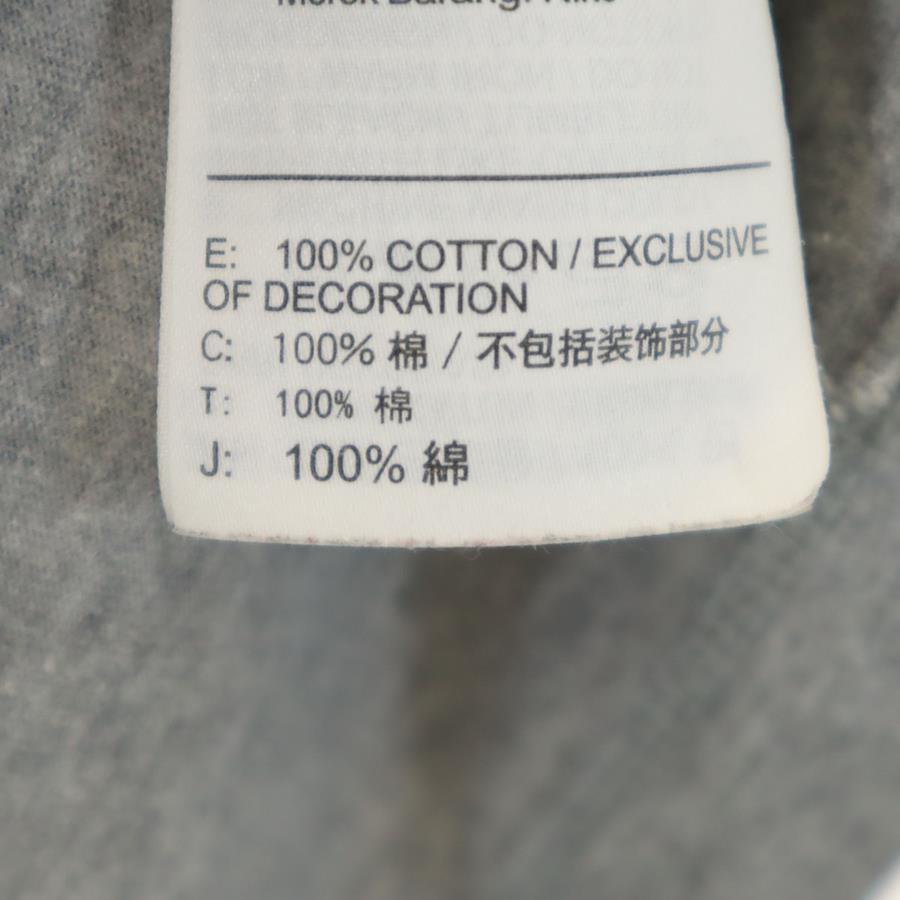 E: 100% COTTON / EXCLUSIVE
OF DECORATION
C: 100% 棉 / 不包括装饰部分
T: 100% 棉
J: 100% 綿